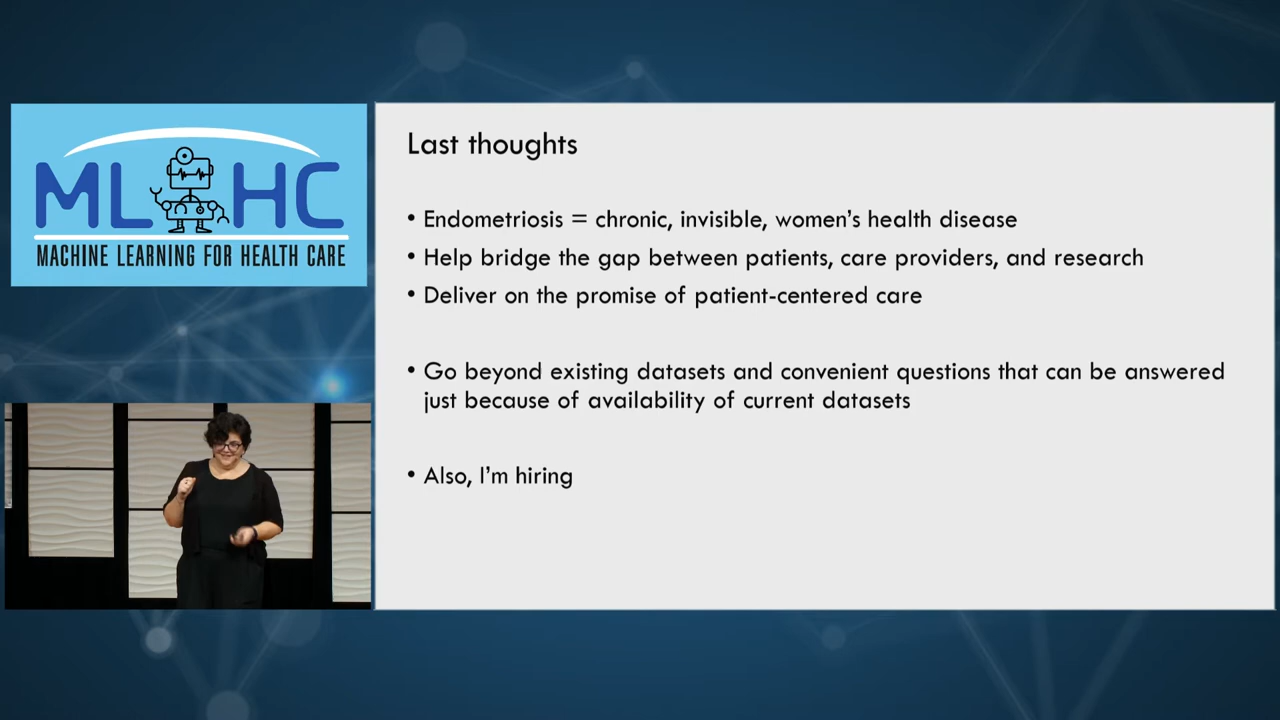 ML HC
MACHINE LEARNING FOR HEALTH CARE
Last thoughts
• Endometriosis = chronic, invisible, women's health disease
• Help bridge the gap between patients, care providers, and research
• Deliver on the promise of patient-centered care
• Go beyond existing datasets and convenient questions that can be answered
just because of availability of current datasets
• Also, I'm hiring